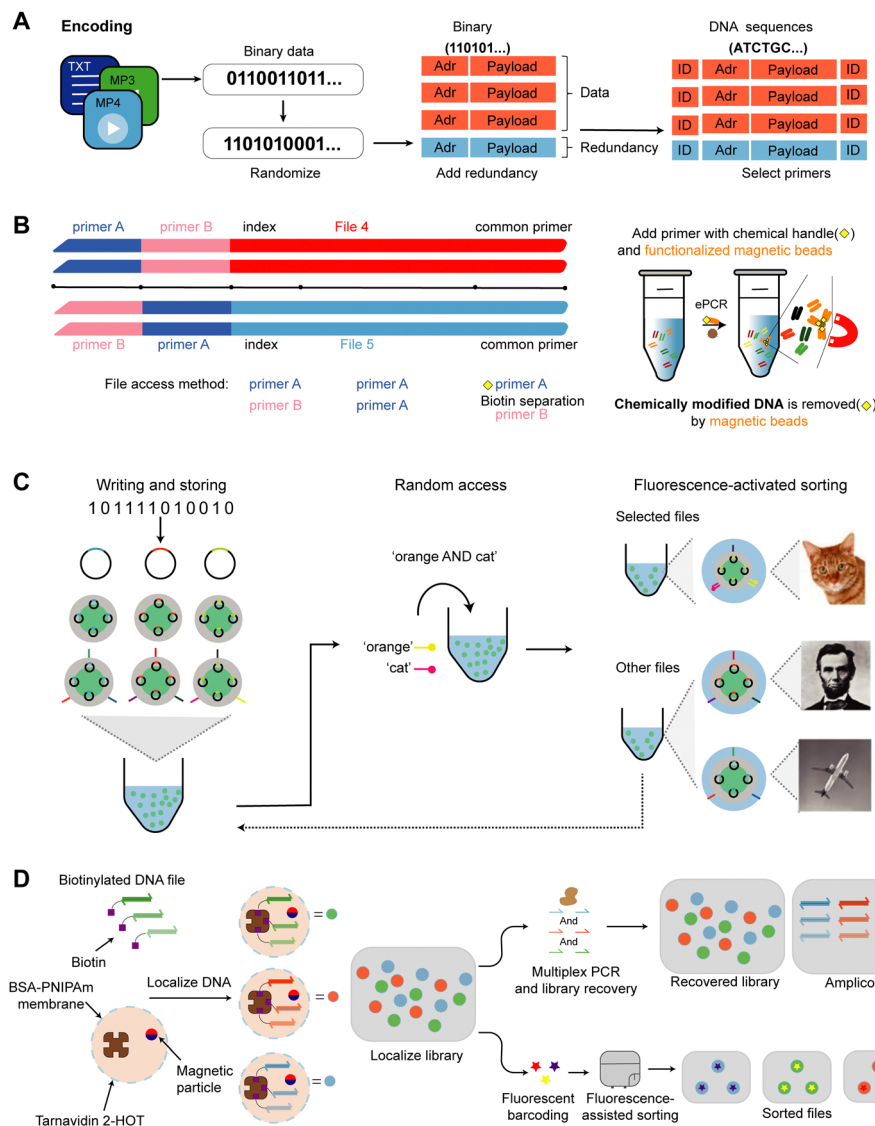 A
Encoding
TXT
MP3
MP4
Binary data
0110011011...
1101010001...
Randomize
Binary
(110101...)
Adr Payload
Adr Payload
Adr Payload
Adr Payload
Data
Redundancy
Add redundancy
DNA sequences
(ATCTGC...)
ID Adr Payload ID
ID Adr Payload ID
ID Adr Payload ID
ID Adr Payload ID
Select primers
B
primer A primer B index File 4 common primer
primer B primer A index File 5 common primer
File access method: primer A primer A primer A
Biotin separation
primer B primer A primer B
Add primer with chemical handle( )
and functionalized magnetic beads
ePCR
Chemically modified DNA is removed( )
by magnetic beads
C
Writing and storing
101111010010
Random access
'orange AND cat'
'orange'
'cat'
Fluorescence-activated sorting
Selected files
Other files
D
Biotinylated DNA file
Biotin
BSA-PNIPAm
membrane
Localize DNA
Magnetic
particle
Tarnavidin 2-HOT
=
=
=
Localize library
And
And
Multiplex PCR
and library recovery
Recovered library
Amplico
Fluorescent
barcoding
Fluorescence-
assisted sorting
Sorted files